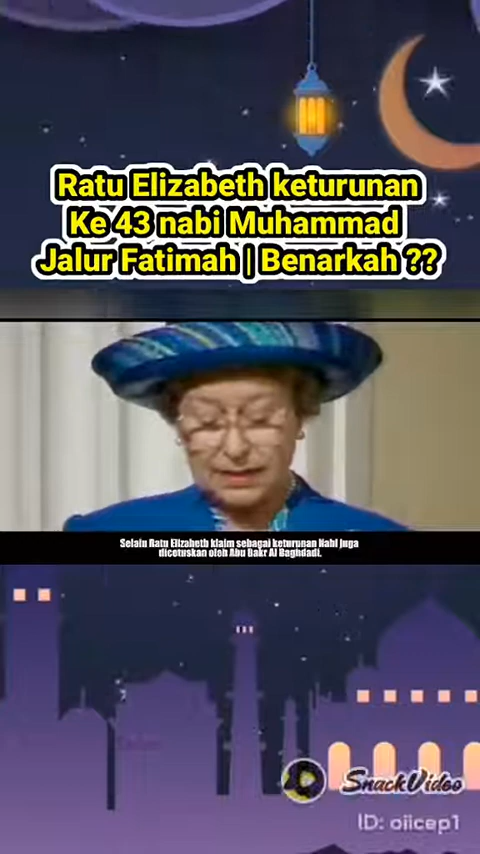 Ratu Elizabeth keturunan
Ke 43 nabi Muhammad
Jalur Fatimah | Benarkah ??
Selain Ratu Elizabeth klaim sebagai keturunan Nabi juga
dicetuskan oleh Abu Bakr Al Baghdadi.
SnackVideo
ID: oiicep1